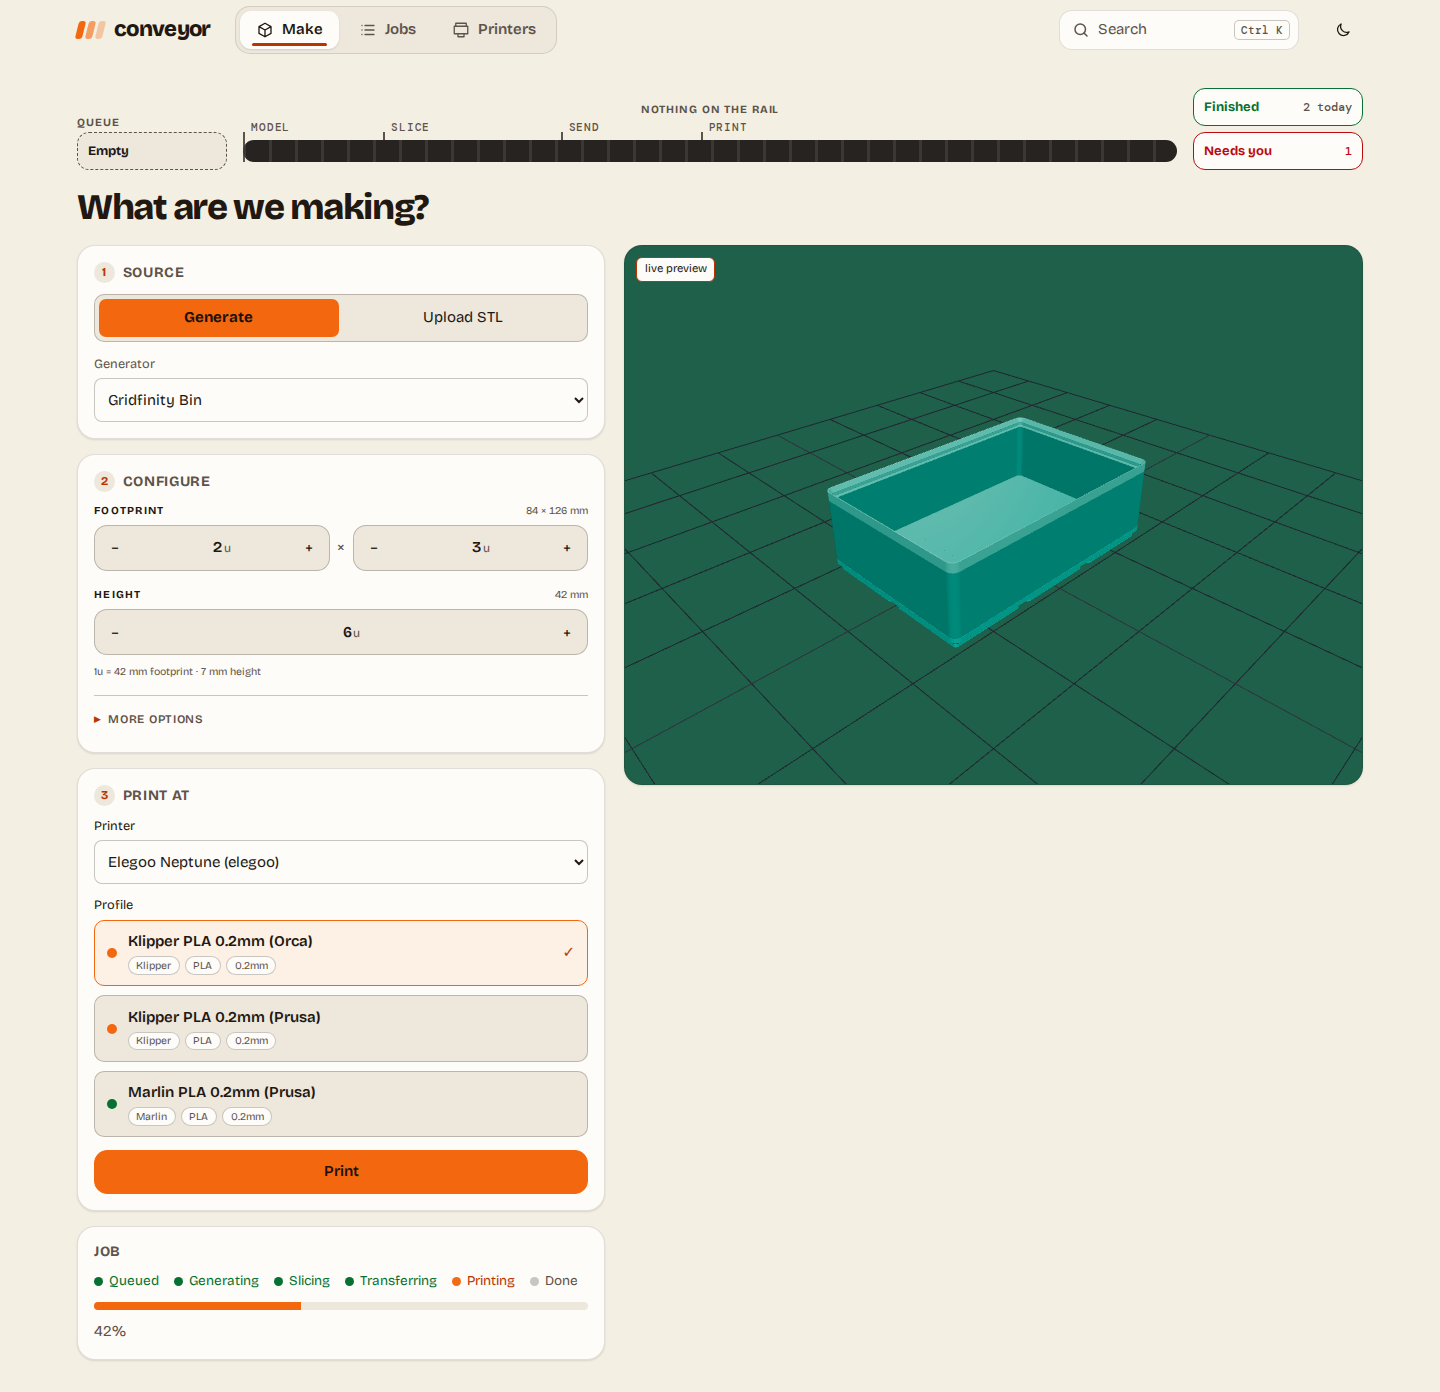 conveyor
Make
Jobs
Printers
Search
Ctrl K
QUEUE
Empty
NOTHING ON THE RAIL
MODEL
SLICE
SEND
PRINT
Finished
2 today
Needs you
1
What are we making?
1 SOURCE
Generate
Upload STL
Generator
Gridfinity Bin
2 CONFIGURE
FOOTPRINT
84 × 126 mm
− 2u +
×
− 3u +
HEIGHT
42 mm
− 6u +
1u = 42 mm footprint · 7 mm height
▶ MORE OPTIONS
3 PRINT AT
Printer
Elegoo Neptune (elegoo)
Profile
Klipper PLA 0.2mm (Orca)
Klipper PLA 0.2mm
✓
Klipper PLA 0.2mm (Prusa)
Klipper PLA 0.2mm
Marlin PLA 0.2mm (Prusa)
Marlin PLA 0.2mm
Print
JOB
Queued Generating Slicing Transferring Printing Done
42%
live preview